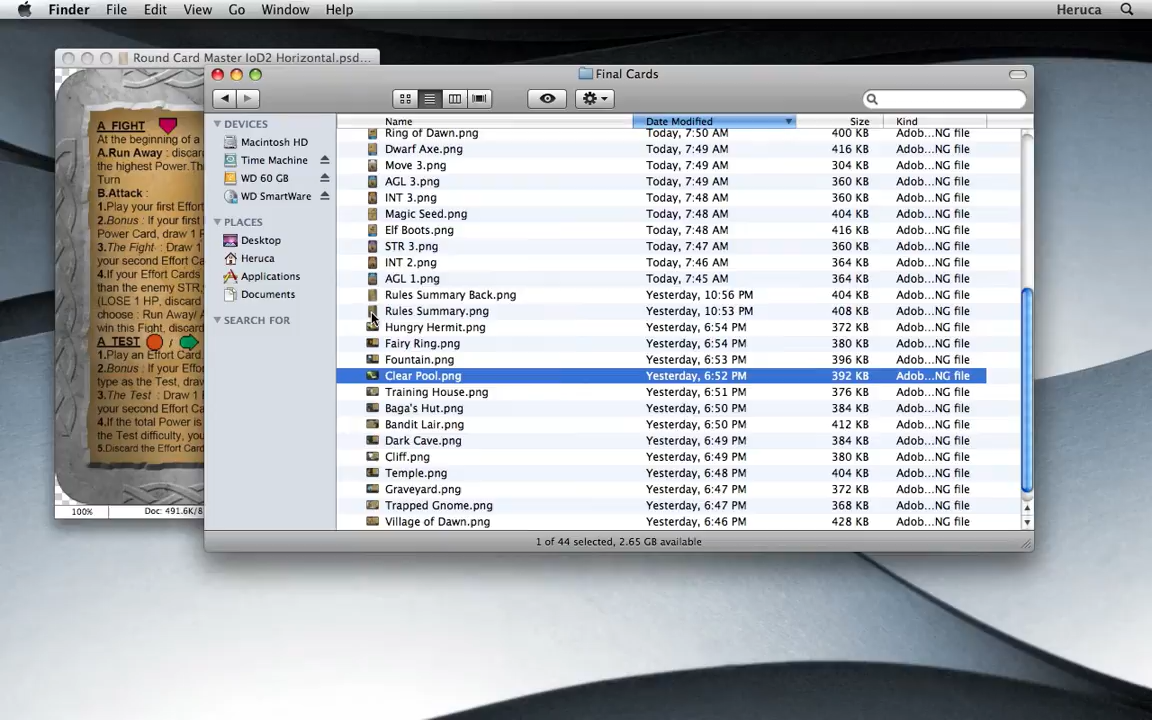 Finder File Edit View Go Window Help Heruca
Round Card Master IoD2 Horizontal.psd...
Final Cards
A FIGHT
At the beginning of a
A.Run Away : discar
the highest Power.Th
Turn
B.Attack :
1.Play your first Effort
2.Bonus : If your first
Power Card, draw 1 
3.The Fight : Draw 1
your second Effort C
4.If your Effort Cards
than the enemy STR,
(LOSE 1 HP, discard
choose : Run Away/
win this Fight, discard
A TEST /
1.Play an Effort Card.
2.Bonus : If your Effo
type as the Test, draw
3.The Test : Draw 1
your second Effort C
4.If the total Power is
the Test difficulty, you
5.Discard the Effort Card
100% Doc: 491.6K/8
DEVICES
Macintosh HD
Time Machine
WD 60 GB
WD SmartWare
PLACES
Desktop
Heruca
Applications
Documents
SEARCH FOR
Name Date Modified Size Kind
Ring of Dawn.png Today, 7:50 AM 400 KB Adob...NG file
Dwarf Axe.png Today, 7:49 AM 416 KB Adob...NG file
Move 3.png Today, 7:49 AM 304 KB Adob...NG file
AGL 3.png Today, 7:49 AM 360 KB Adob...NG file
INT 3.png Today, 7:48 AM 360 KB Adob...NG file
Magic Seed.png Today, 7:48 AM 404 KB Adob...NG file
Elf Boots.png Today, 7:48 AM 416 KB Adob...NG file
STR 3.png Today, 7:47 AM 360 KB Adob...NG file
INT 2.png Today, 7:46 AM 364 KB Adob...NG file
AGL 1.png Today, 7:45 AM 364 KB Adob...NG file
Rules Summary Back.png Yesterday, 10:56 PM 404 KB Adob...NG file
Rules Summary.png Yesterday, 10:53 PM 408 KB Adob...NG file
Hungry Hermit.png Yesterday, 6:54 PM 372 KB Adob...NG file
Fairy Ring.png Yesterday, 6:54 PM 380 KB Adob...NG file
Fountain.png Yesterday, 6:53 PM 396 KB Adob...NG file
Clear Pool.png Yesterday, 6:52 PM 392 KB Adob...NG file
Training House.png Yesterday, 6:51 PM 376 KB Adob...NG file
Baga's Hut.png Yesterday, 6:50 PM 384 KB Adob...NG file
Bandit Lair.png Yesterday, 6:50 PM 412 KB Adob...NG file
Dark Cave.png Yesterday, 6:49 PM 384 KB Adob...NG file
Cliff.png Yesterday, 6:49 PM 380 KB Adob...NG file
Temple.png Yesterday, 6:48 PM 404 KB Adob...NG file
Graveyard.png Yesterday, 6:47 PM 372 KB Adob...NG file
Trapped Gnome.png Yesterday, 6:47 PM 368 KB Adob...NG file
Village of Dawn.png Yesterday, 6:46 PM 428 KB Adob...NG file
1 of 44 selected, 2.65 GB available